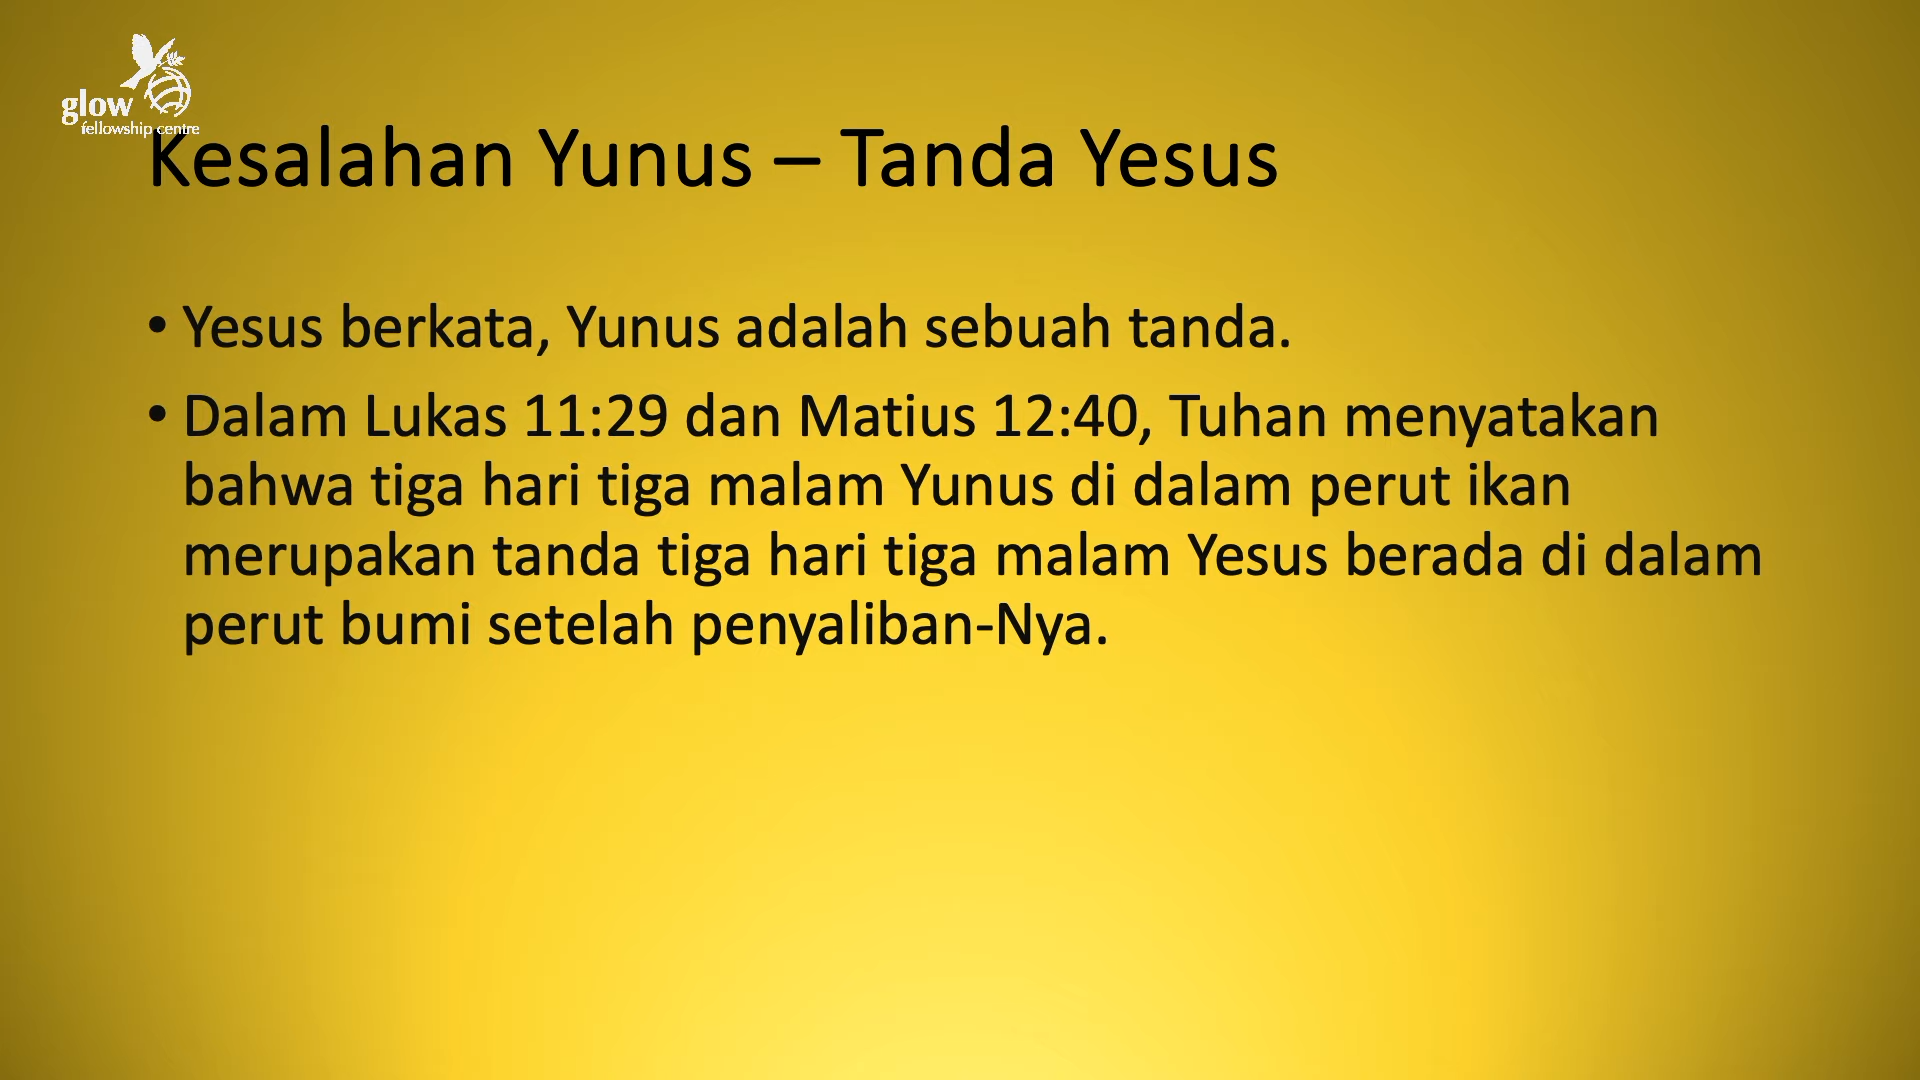 glow
fellowship centre
Kesalahan Yunus – Tanda Yesus
• Yesus berkata, Yunus adalah sebuah tanda.
• Dalam Lukas 11:29 dan Matius 12:40, Tuhan menyatakan
bahwa tiga hari tiga malam Yunus di dalam perut ikan
merupakan tanda tiga hari tiga malam Yesus berada di dalam
perut bumi setelah penyaliban-Nya.